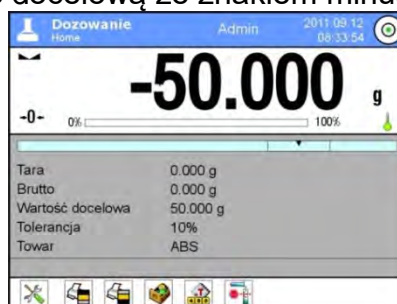 docelową ze znakiem minu
Dozowanie Admin 2011.09.12
Home 08:33:54
-50.000 g
-0- 0% 100%
Tara 0.000 g
Brutto 0.000 g
Wartość docelowa 50.000 g
Tolerancja 10%
Towar ABS